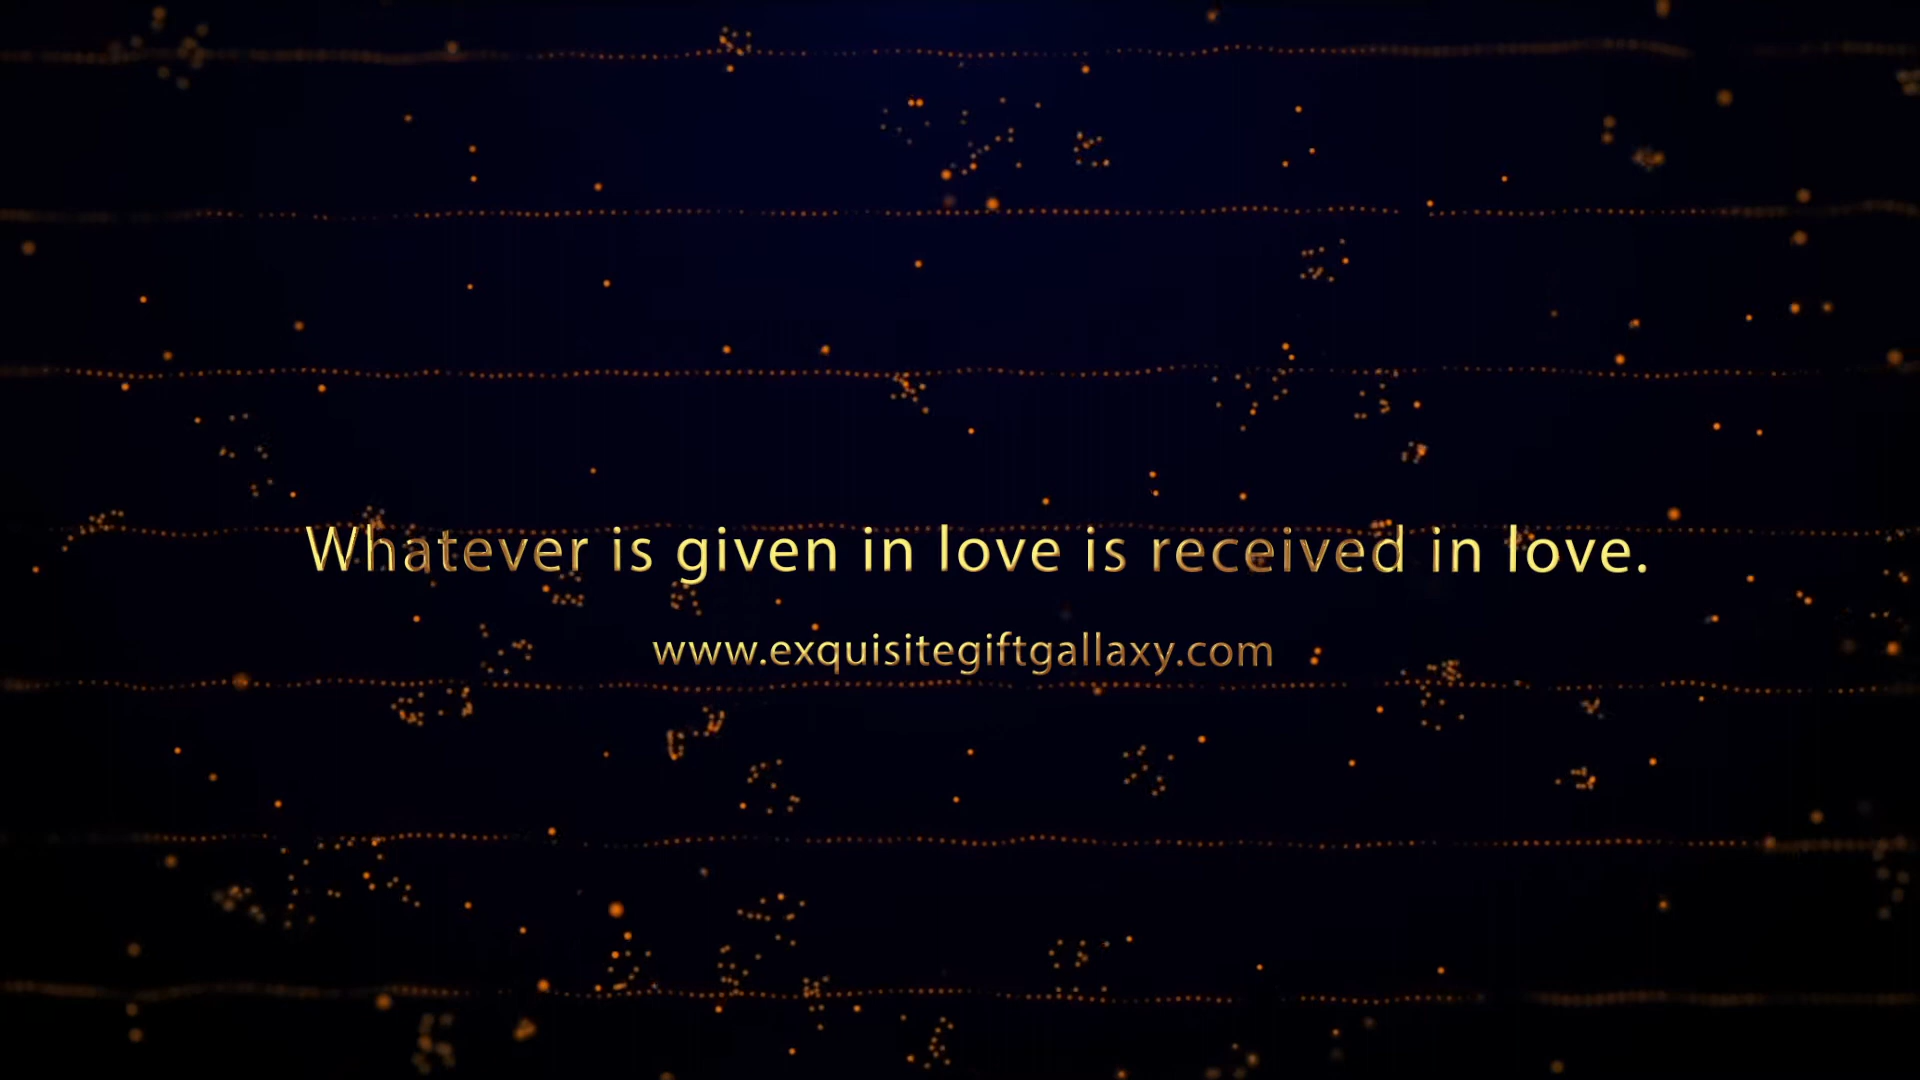 Whatever is given in love is received in love.
www.exquisitegiftgallaxy.com